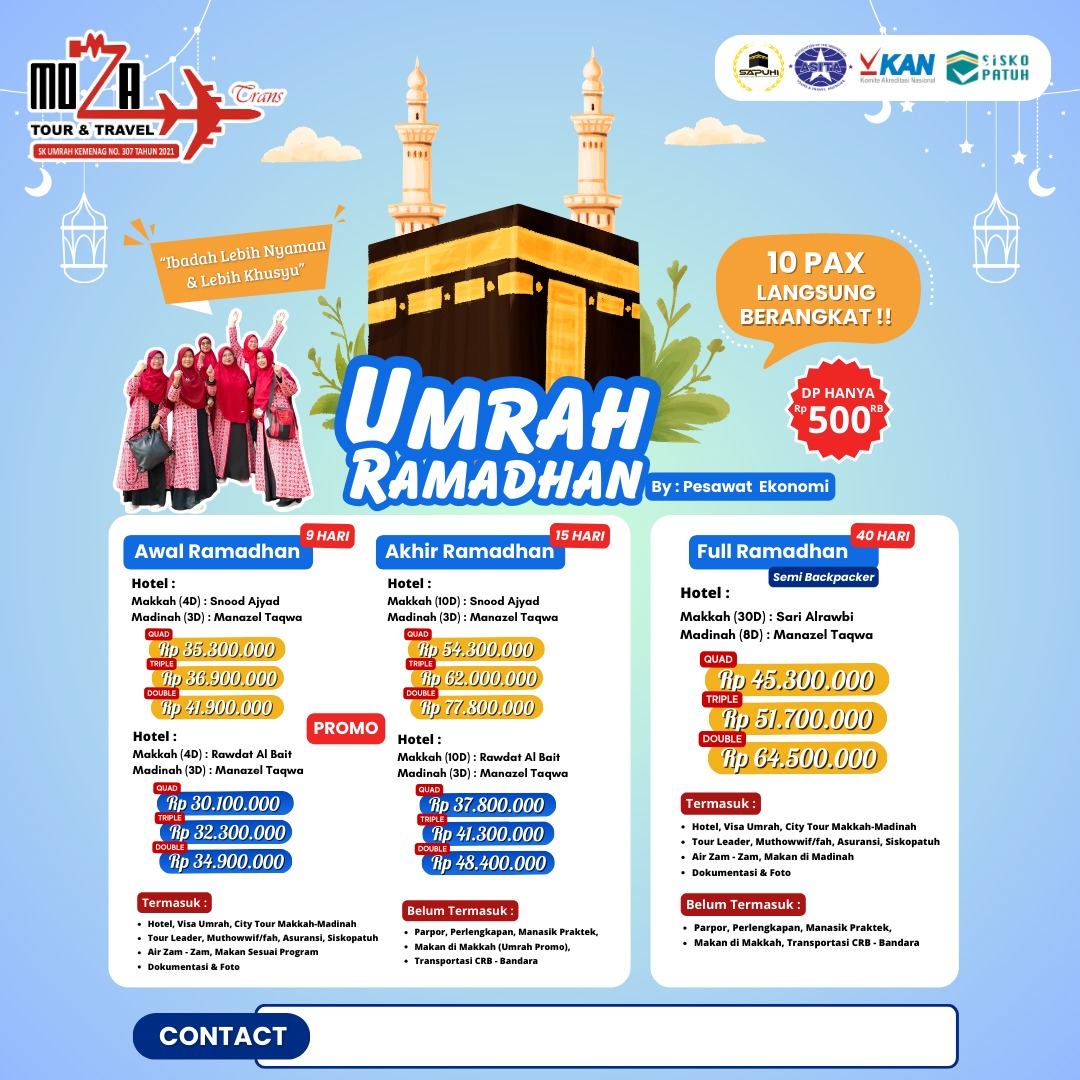 MOZA
Trans
TOUR & TRAVEL
SK UMRAH KEMENAG NO. 307 TAHUN 2021
SAPUHI
ASITA
KAN
Komite Akreditasi Nasional
SiSKO
PATUH
“Ibadah Lebih Nyaman
& Lebih Khusyu”
10 PAX
LANGSUNG
BERANGKAT !!
DP HANYA
Rp 500 RB
UMRAH
RAMADHAN
By : Pesawat Ekonomi
Awal Ramadhan
9 HARI
Hotel :
Makkah (4D) : Snood Ajyad
Madinah (3D) : Manazel Taqwa
QUAD
Rp 35.300.000
TRIPLE
Rp 36.900.000
DOUBLE
Rp 41.900.000
Hotel :
Makkah (4D) : Rawdat Al Bait
Madinah (3D) : Manazel Taqwa
QUAD
Rp 30.100.000
TRIPLE
Rp 32.300.000
DOUBLE
Rp 34.900.000
Termasuk :
• Hotel, Visa Umrah, City Tour Makkah-Madinah
• Tour Leader, Muthowwif/fah, Asuransi, Siskopatuh
• Air Zam - Zam, Makan Sesuai Program
• Dokumentasi & Foto
PROMO
Akhir Ramadhan
15 HARI
Hotel :
Makkah (10D) : Snood Ajyad
Madinah (3D) : Manazel Taqwa
QUAD
Rp 54.300.000
TRIPLE
Rp 62.000.000
DOUBLE
Rp 77.800.000
Hotel :
Makkah (10D) : Rawdat Al Bait
Madinah (3D) : Manazel Taqwa
QUAD
Rp 37.800.000
TRIPLE
Rp 41.300.000
DOUBLE
Rp 48.400.000
Belum Termasuk :
• Parpor, Perlengkapan, Manasik Praktek,
• Makan di Makkah (Umrah Promo),
• Transportasi CRB - Bandara
Full Ramadhan
40 HARI
Semi Backpacker
Hotel :
Makkah (30D) : Sari Alrawbi
Madinah (8D) : Manazel Taqwa
QUAD
Rp 45.300.000
TRIPLE
Rp 51.700.000
DOUBLE
Rp 64.500.000
Termasuk :
• Hotel, Visa Umrah, City Tour Makkah-Madinah
• Tour Leader, Muthowwif/fah, Asuransi, Siskopatuh
• Air Zam - Zam, Makan di Madinah
• Dokumentasi & Foto
Belum Termasuk :
• Parpor, Perlengkapan, Manasik Praktek,
• Makan di Makkah, Transportasi CRB - Bandara
CONTACT